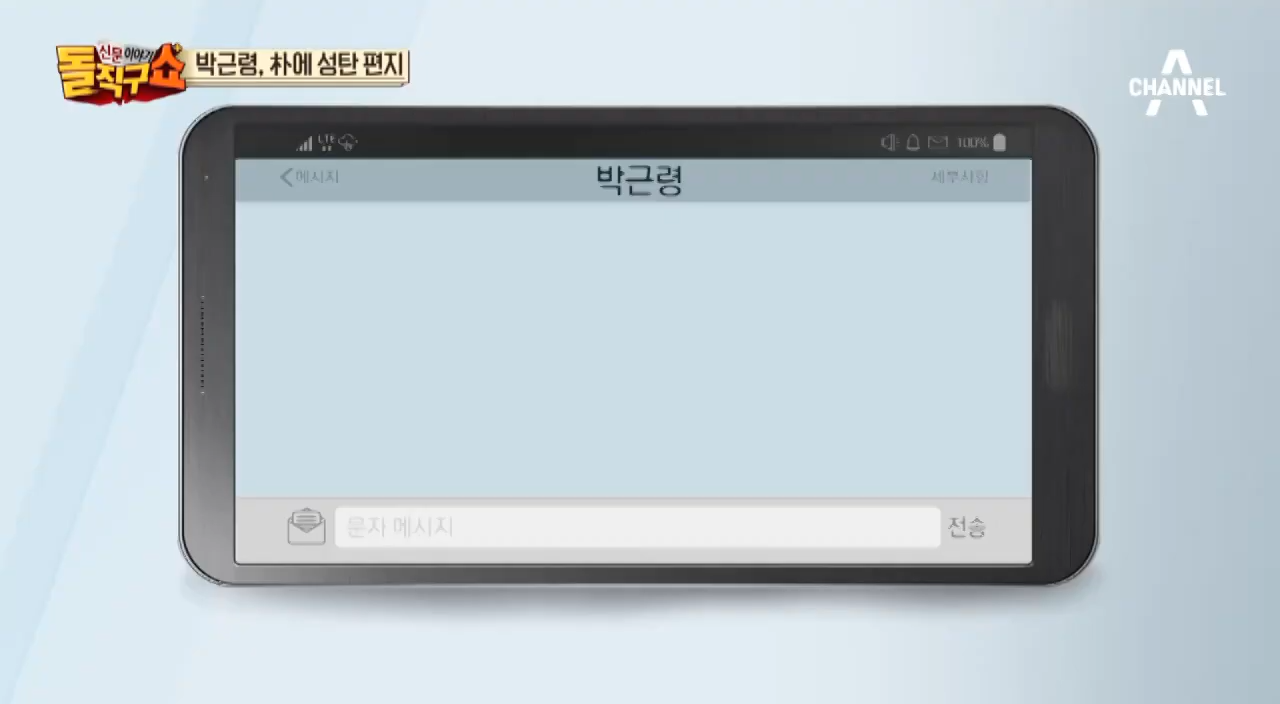 신문이야기
돌직구쇼
박근령, 朴에 성탄 편지
CHANNEL A
LTE
100%
메시지
박근령
세부사항
문자 메시지
전송